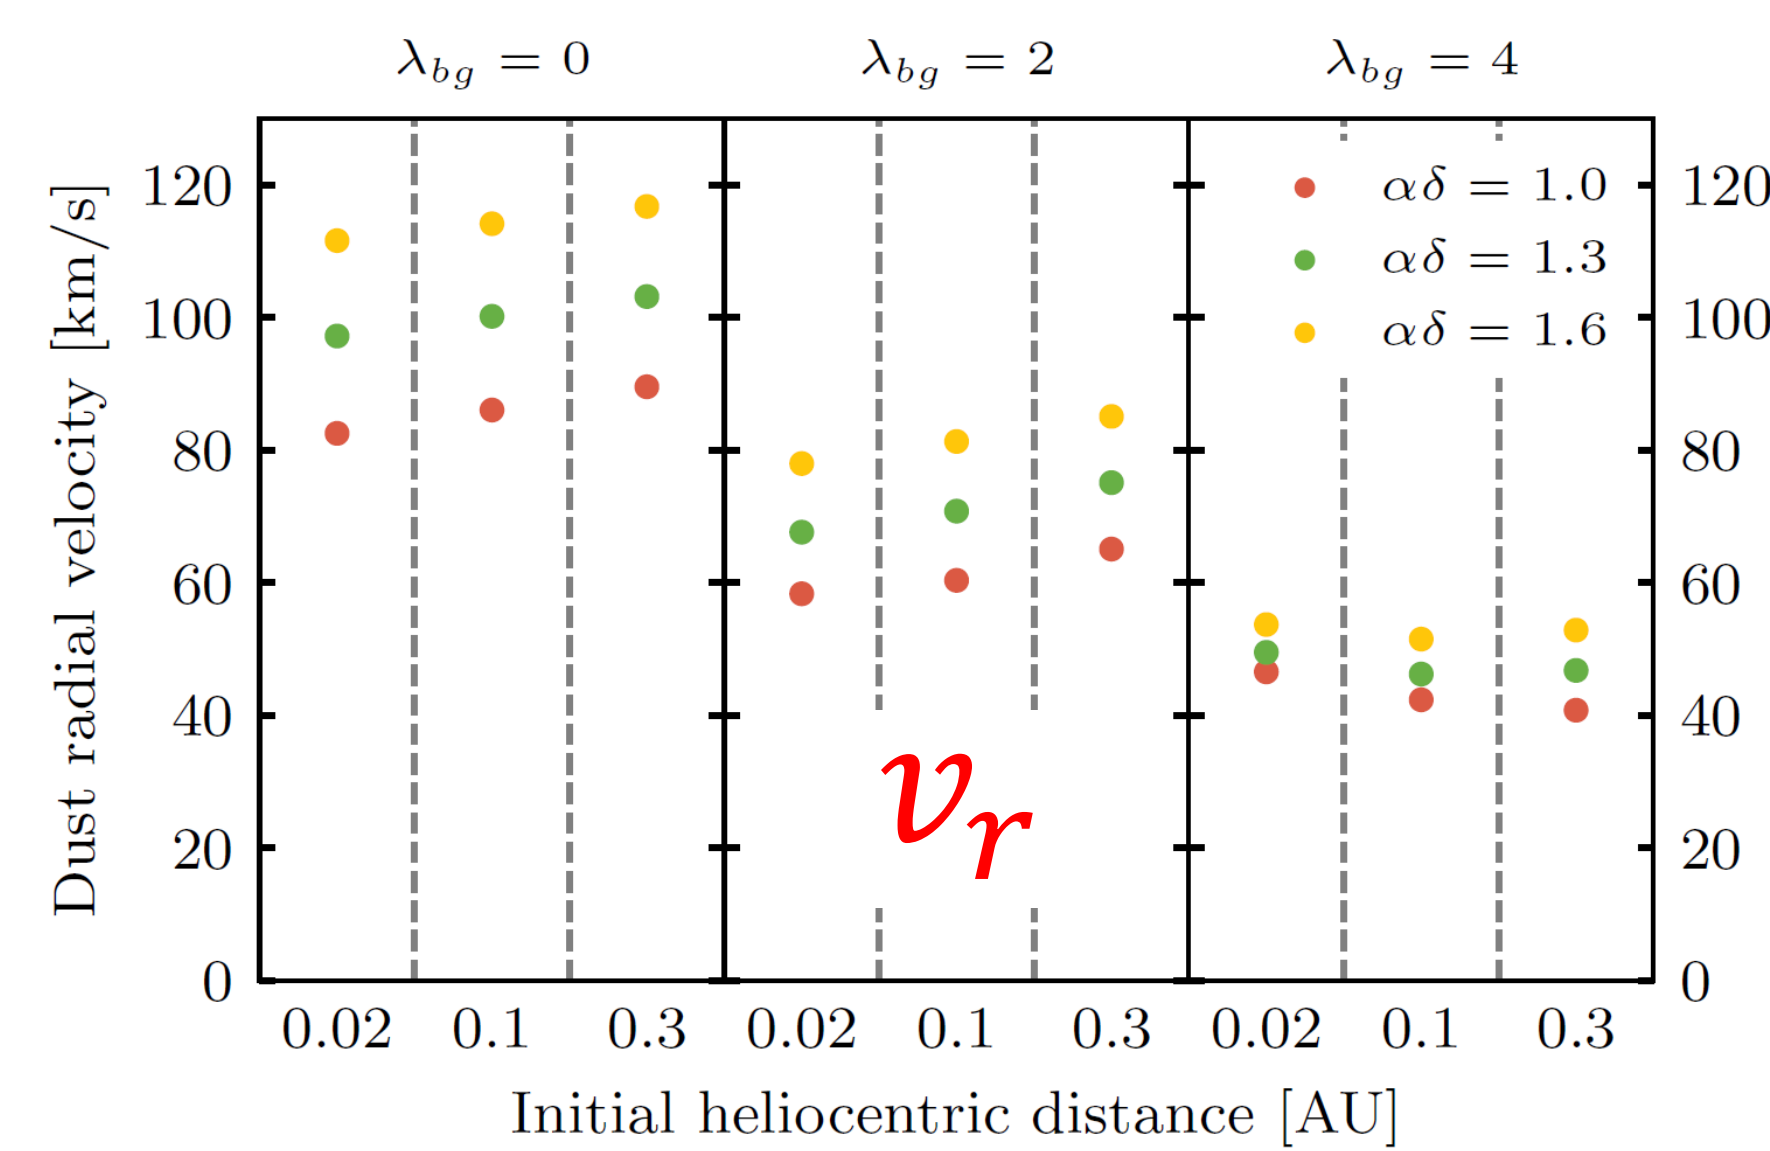 λbg = 0 λbg = 2 λbg = 4
Dust radial velocity [km/s]
120 120
100 100
80 80
60 60
40 40
20 20
0 0
αδ = 1.0
αδ = 1.3
αδ = 1.6
vr
0.02 0.1 0.3 0.02 0.1 0.3 0.02 0.1 0.3
Initial heliocentric distance [AU]